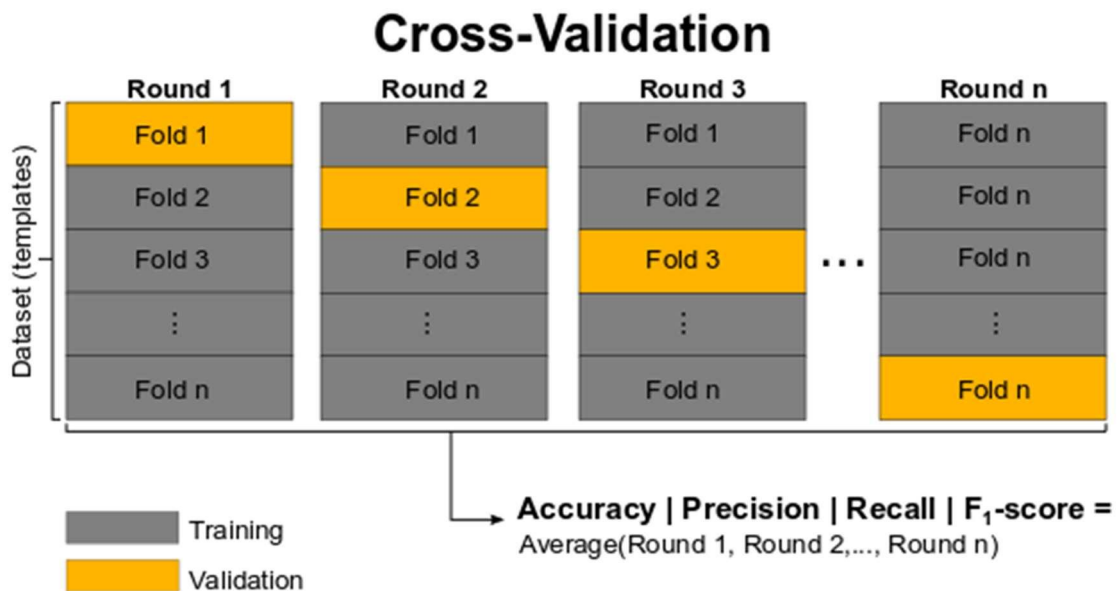 Cross-Validation
Round 1
Round 2
Round 3
Round n
Dataset (templates)
Fold 1
Fold 2
Fold 3
⋮
Fold n
Fold 1
Fold 2
Fold 3
⋮
Fold n
Fold 1
Fold 2
Fold 3
⋮
Fold n
...
Fold n
Fold n
Fold n
⋮
Fold n
Accuracy | Precision | Recall | F₁-score =
Average(Round 1, Round 2,..., Round n)
Training
Validation